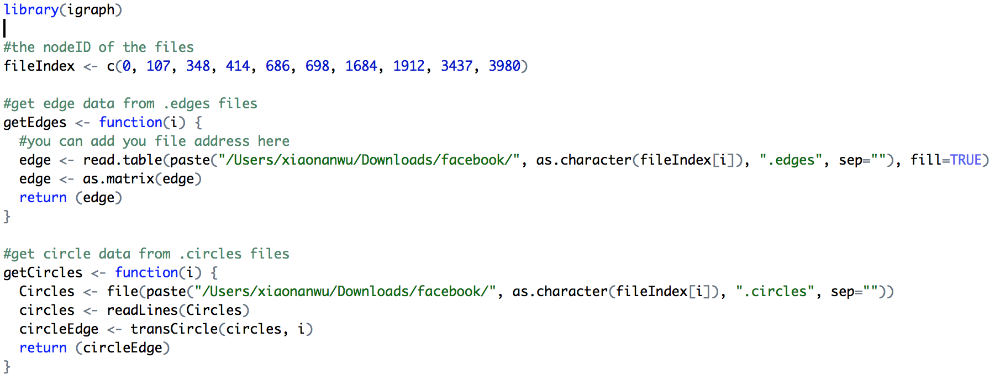 library(igraph)
#the nodeID of the files
fileIndex <- c(0, 107, 348, 414, 686, 698, 1684, 1912, 3437, 3980)
#get edge data from .edges files
getEdges <- function(i) {
  #you can add you file address here
  edge <- read.table(paste("/Users/xiaonanwu/Downloads/facebook/", as.character(fileIndex[i]), ".edges", sep=""), fill=TRUE)
  edge <- as.matrix(edge)
  return (edge)
}
#get circle data from .circles files
getCircles <- function(i) {
  Circles <- file(paste("/Users/xiaonanwu/Downloads/facebook/", as.character(fileIndex[i]), ".circles", sep=""))
  circles <- readLines(Circles)
  circleEdge <- transCircle(circles, i)
  return (circleEdge)
}